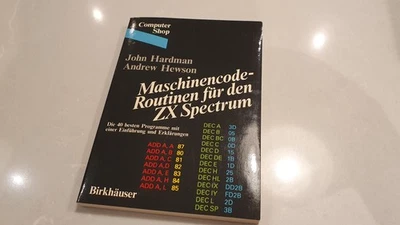 Computer
Shop
John Hardman
Andrew Hewson
Maschinencode-
Routinen für den
ZX Spectrum
Die 40 besten Programme mit
einer Einführung und Erklärungen
ADD A, A 87
ADD A, B 80
ADD A, C 81
ADD A,D 82
ADD A, E 83
ADD A, H 84
ADD A, L 85
DEC A 3D
DEC B 05
DEC BC 0B
DEC C 0D
DEC D 15
DEC DE 1B
DEC E 1D
DEC H 25
DEC HL 2B
DEC IX DD2B
DEC IY FD2B
DEC L 2D
DEC SP 3B
Birkhäuser